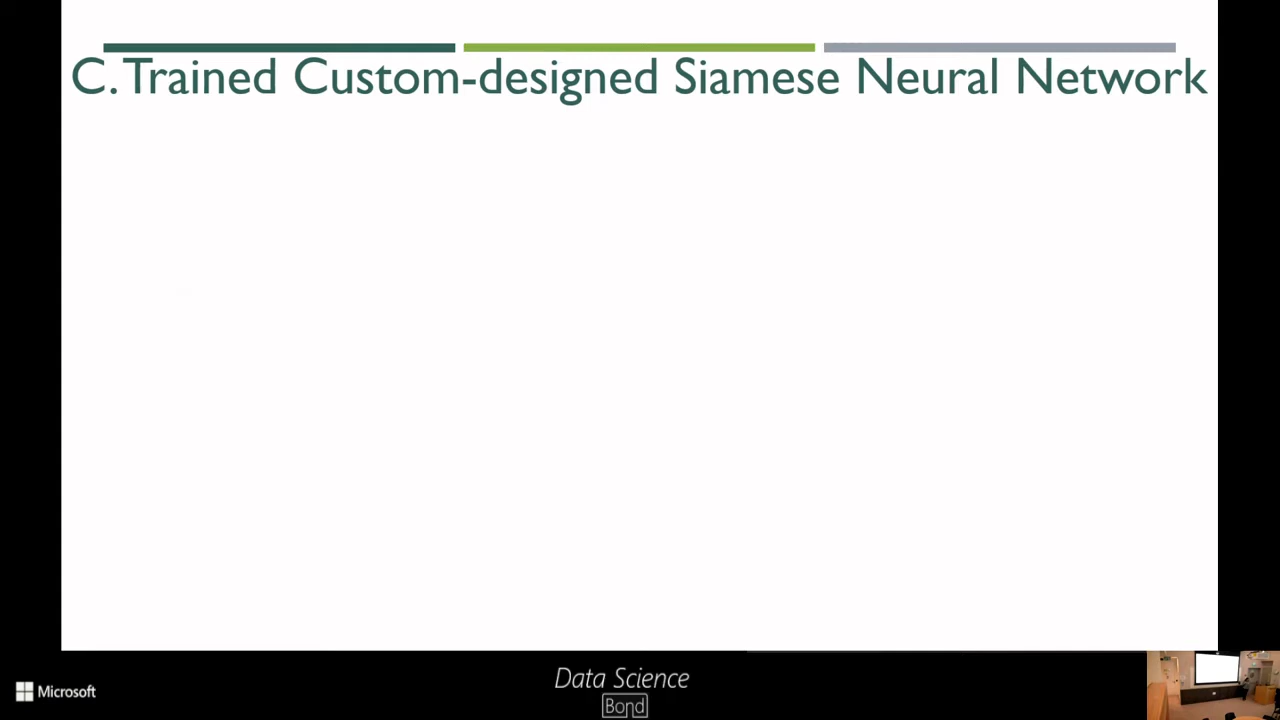 C. Trained Custom-designed Siamese Neural Network
Microsoft
Data Science
Bond